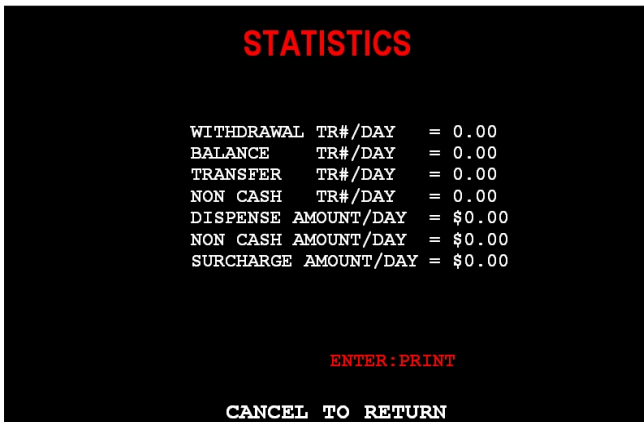 STATISTICS
WITHDRAWAL TR#/DAY = 0.00
BALANCE TR#/DAY = 0.00
TRANSFER TR#/DAY = 0.00
NON CASH TR#/DAY = 0.00
DISPENSE AMOUNT/DAY = $0.00
NON CASH AMOUNT/DAY = $0.00
SURCHARGE AMOUNT/DAY = $0.00
ENTER:PRINT
CANCEL TO RETURN